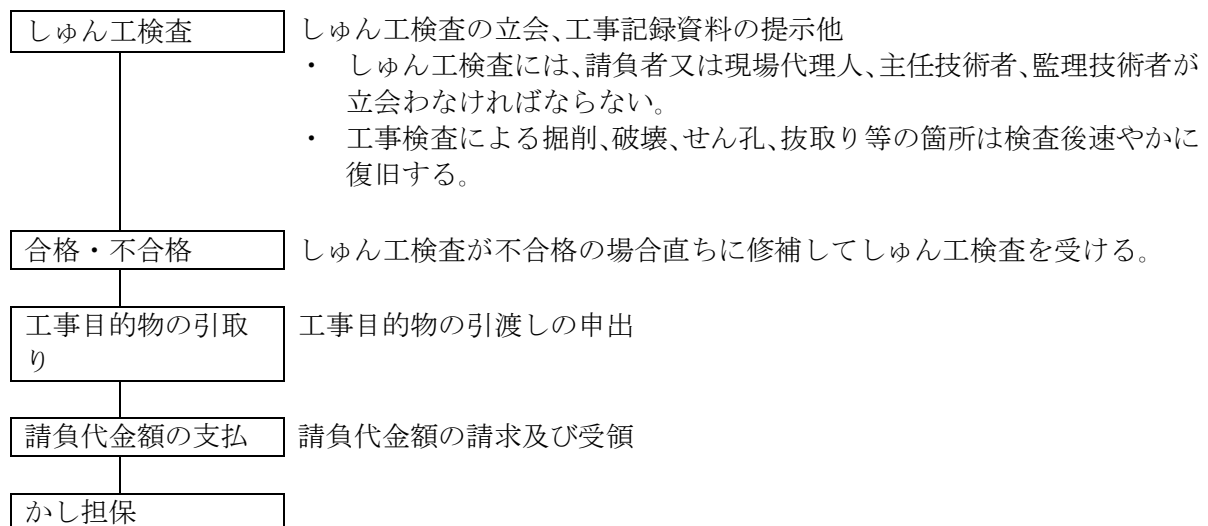 しゅん工検査
しゅん工検査の立会、工事記録資料の提示他
・ しゅん工検査には、請負者又は現場代理人、主任技術者、監理技術者が
立会わなければならない。
・ 工事検査による掘削、破壊、せん孔、抜取り等の箇所は検査後速やかに
復旧する。
合格・不合格
しゅん工検査が不合格の場合直ちに修補してしゅん工検査を受ける。
工事目的物の引取
り
工事目的物の引渡しの申出
請負代金額の支払
請負代金額の請求及び受領
かし担保